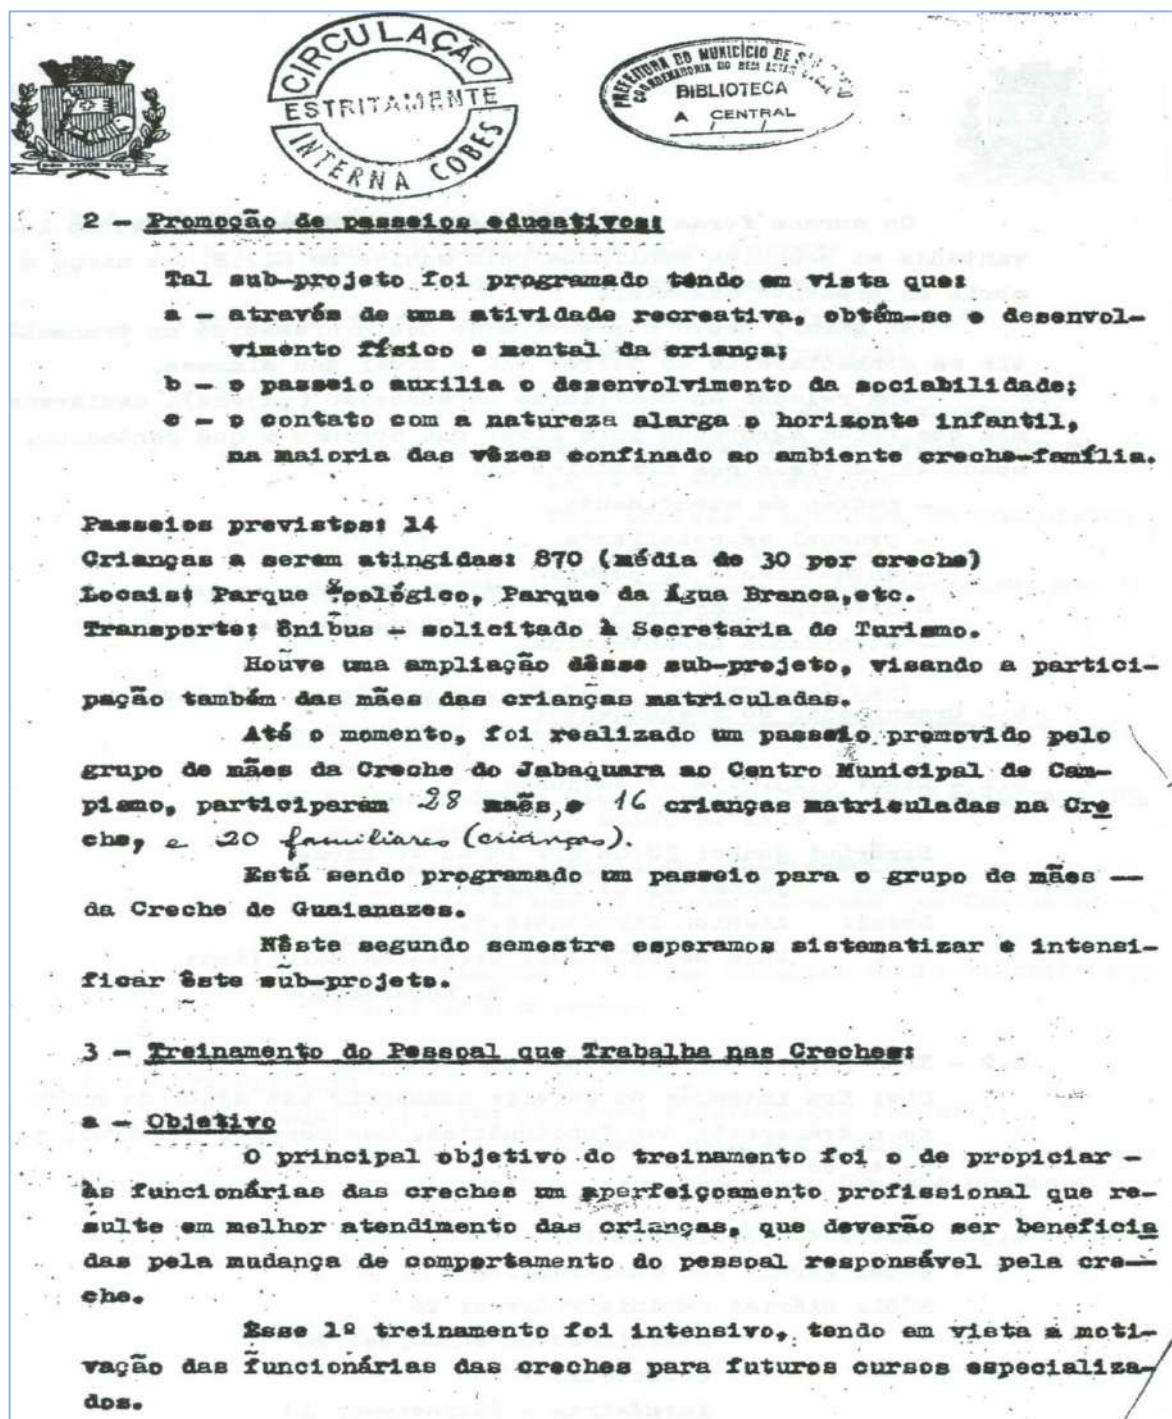 CIRCULAÇÃO
ESTRITAMENTE
INTERNA COBES
PREFEITURA DO MUNICÍCIO DE
COORDENADORIA DO BEM ESTAR
BIBLIOTECA
A CENTRAL
/ /
2 - Promoção de passeios educativos:
Tal sub-projeto foi programado tendo em vista que:
a - através de uma atividade recreativa, obtém-se o desenvol-
vimento físico e mental da criança;
b - o passeio auxilia o desenvolvimento da sociabilidade;
c - o contato com a natureza alarga o horizonte infantil,
na maioria das vêzes confinado ao ambiente creche-família.
Passeios previstos: 14
Crianças a serem atingidas: 870 (média de 30 por creche)
Locais: Parque Zoológico, Parque da Água Branca,etc.
Transporte: Ônibus - solicitado à Secretaria de Turismo.
Houve uma ampliação dêsse sub-projeto, visando a partici-
pação também das mães das crianças matriculadas.
Até o momento, foi realizado um passeio promovido pelo
grupo de mães da Creche do Jabaquara ao Centro Municipal de Cam-
pismo, participaram 28 mães, e 16 crianças matriculadas na Cre
che, e 20 familiares (crianças).
Está sendo programado um passeio para o grupo de mães —
da Creche de Guaianazes.
Nêste segundo semestre esperamos sistematizar e intensi-
ficar êste sub-projeto.
3 - Treinamento do Pessoal que Trabalha nas Creches:
a - Objetivo
O principal objetivo do treinamento foi o de propiciar -
às funcionárias das creches um aperfeiçoamento profissional que re-
sulte em melhor atendimento das crianças, que deverão ser beneficia
das pela mudança de comportamento do pessoal responsável pela cre—
che.
Esse 1º treinamento foi intensivo, tendo em vista a moti-
vação das funcionárias das creches para futuros cursos especializa-
dos.